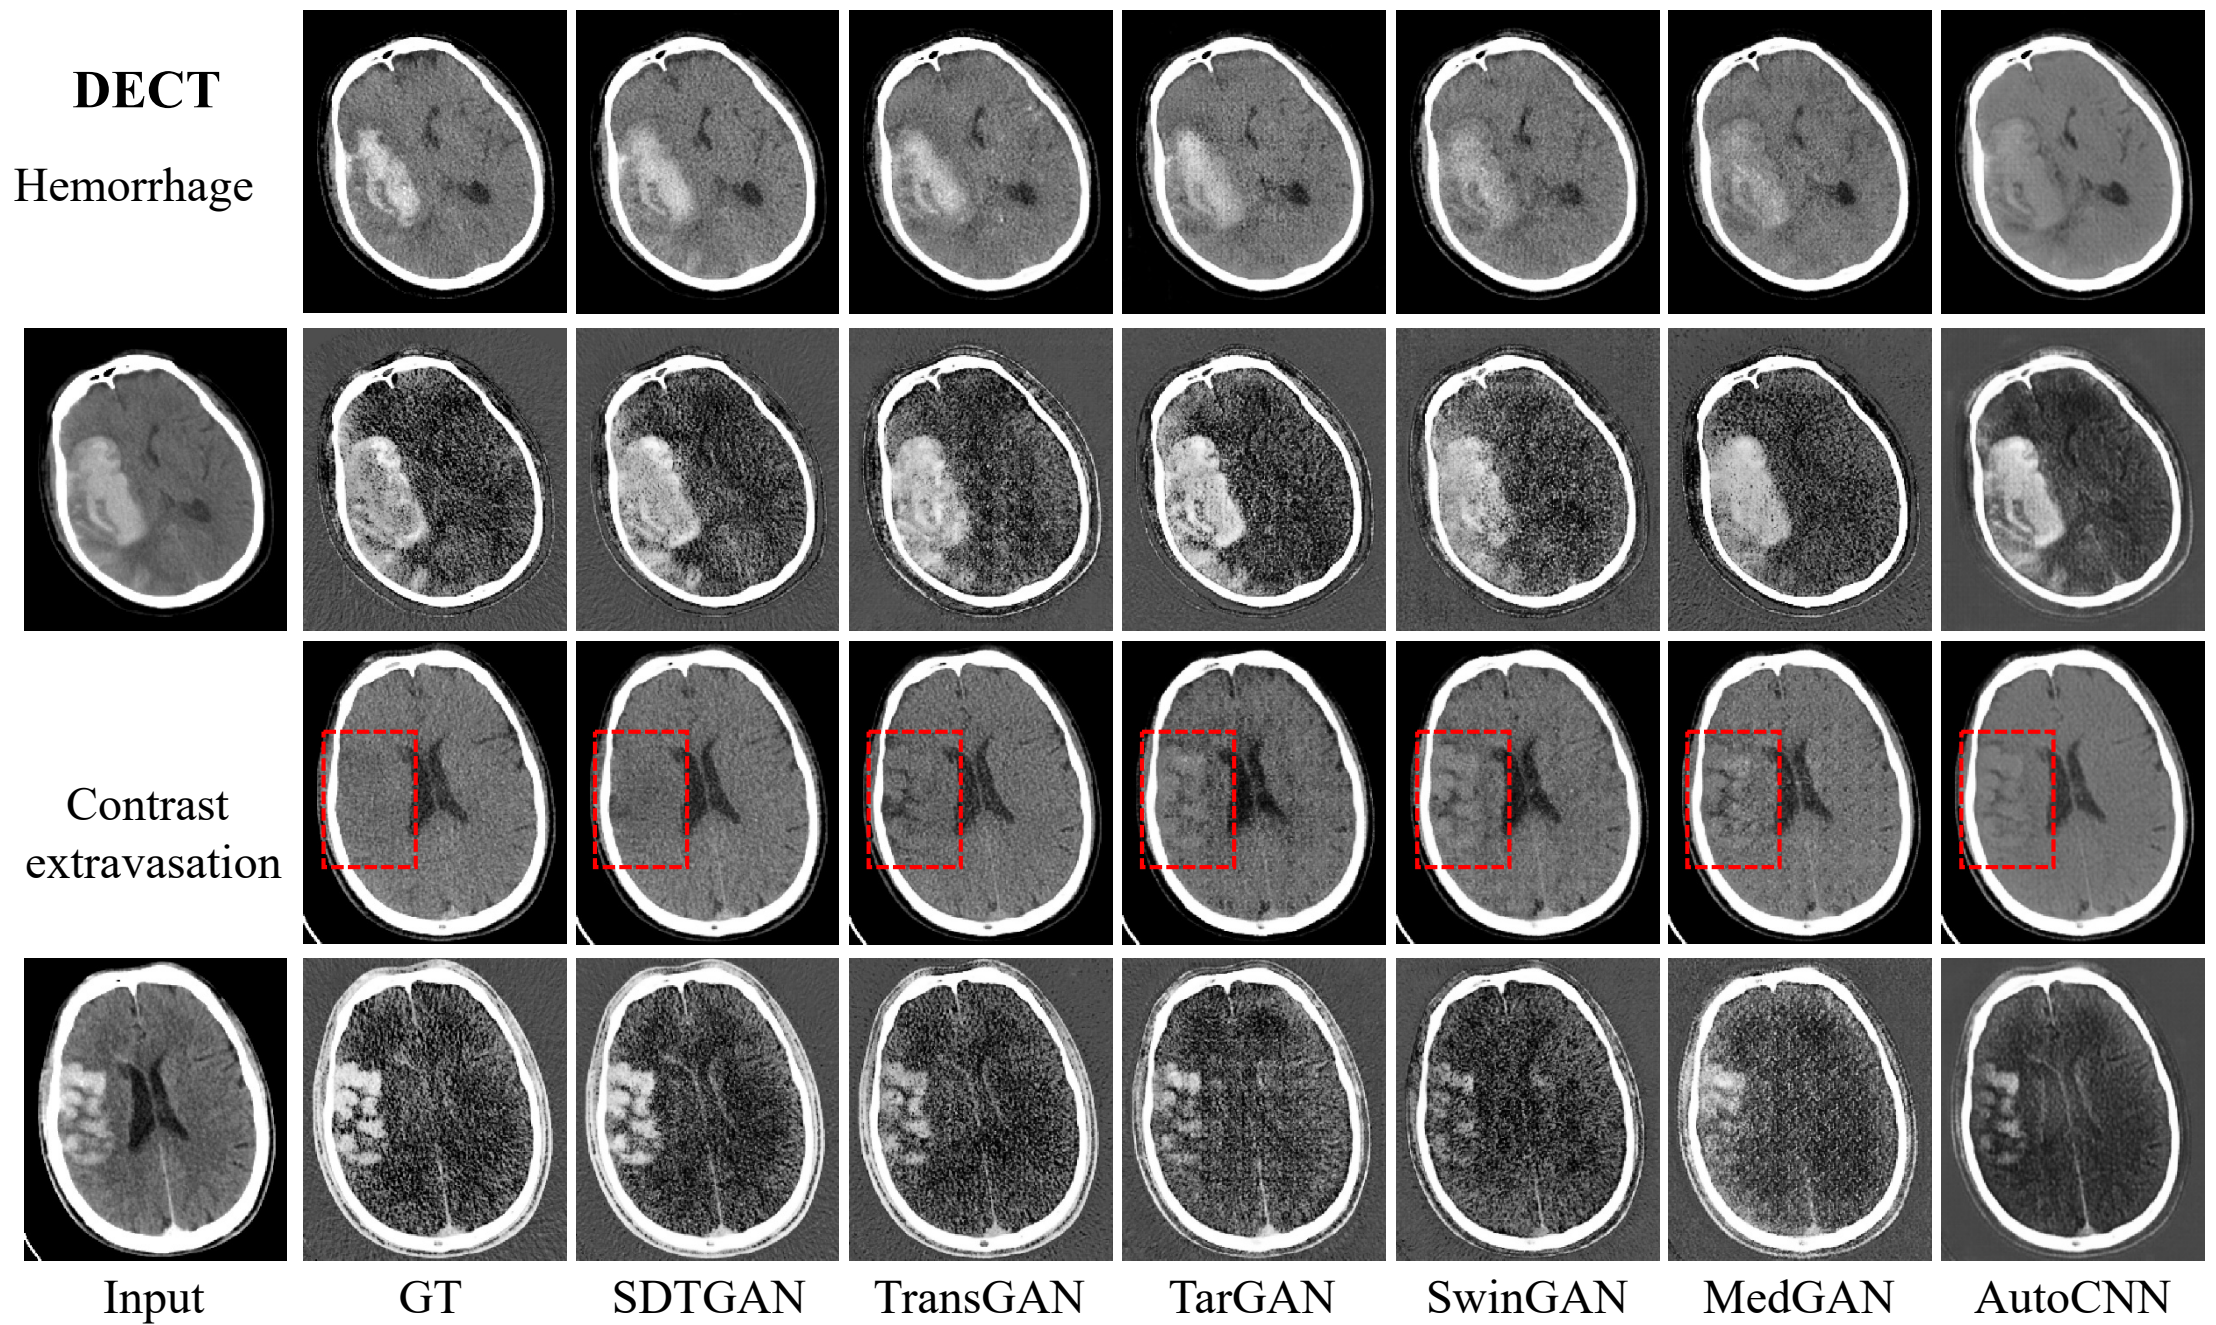 DECT
Hemorrhage
Contrast
extravasation
Input GT SDTGAN TransGAN TarGAN SwinGAN MedGAN AutoCNN